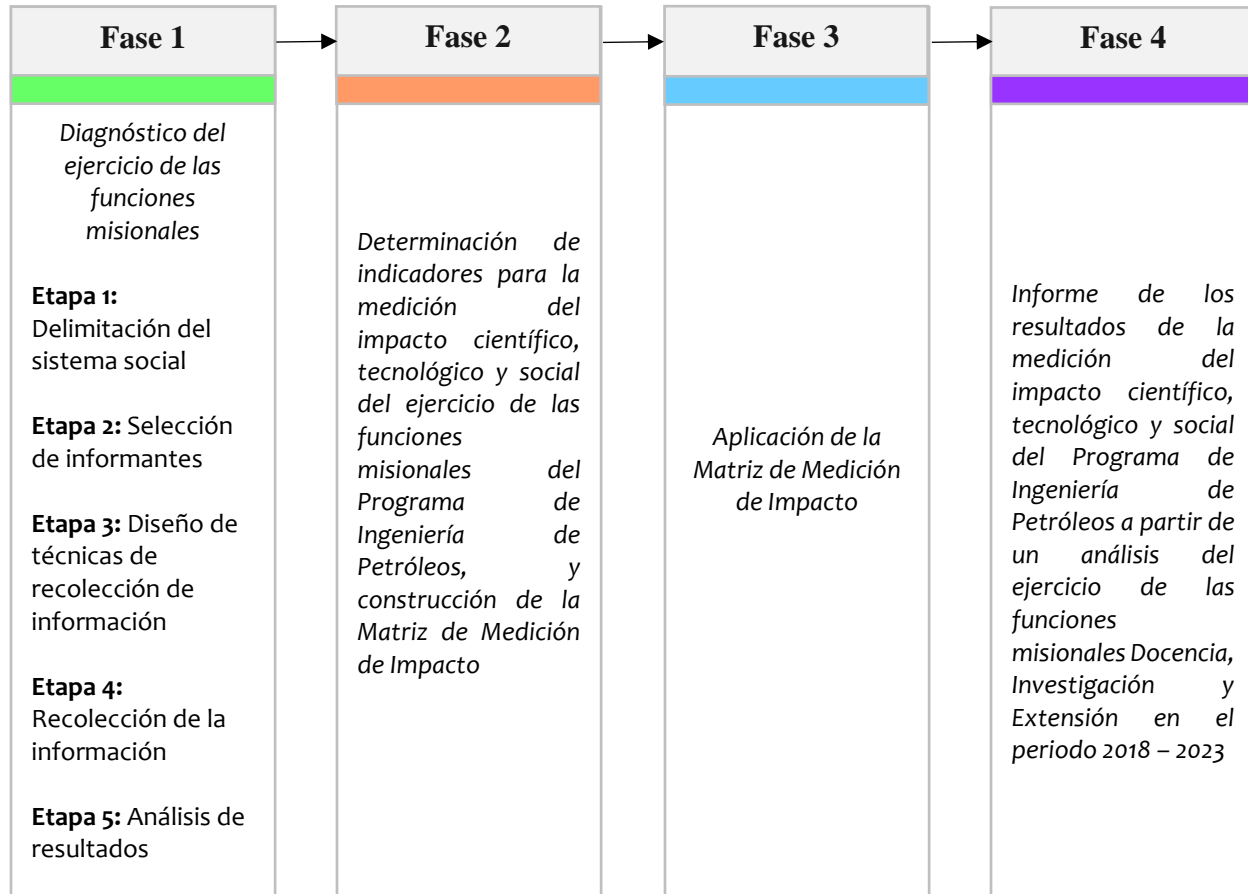 Fase 1
Diagnóstico del
ejercicio de las
funciones
misionales
Etapa 1:
Delimitación del
sistema social
Etapa 2: Selección
de informantes
Etapa 3: Diseño de
técnicas de
recolección de
información
Etapa 4:
Recolección de la
información
Etapa 5: Análisis de
resultados
Fase 2
Determinación de
indicadores para la
medición del
impacto científico,
tecnológico y social
del ejercicio de las
funciones
misionales del
Programa de
Ingeniería de
Petróleos, y
construcción de la
Matriz de Medición
de Impacto
Fase 3
Aplicación de la
Matriz de Medición
de Impacto
Fase 4
Informe de los
resultados de la
medición del
impacto científico,
tecnológico y social
del Programa de
Ingeniería de
Petróleos a partir de
un análisis del
ejercicio de las
funciones
misionales Docencia,
Investigación y
Extensión en el
periodo 2018 – 2023